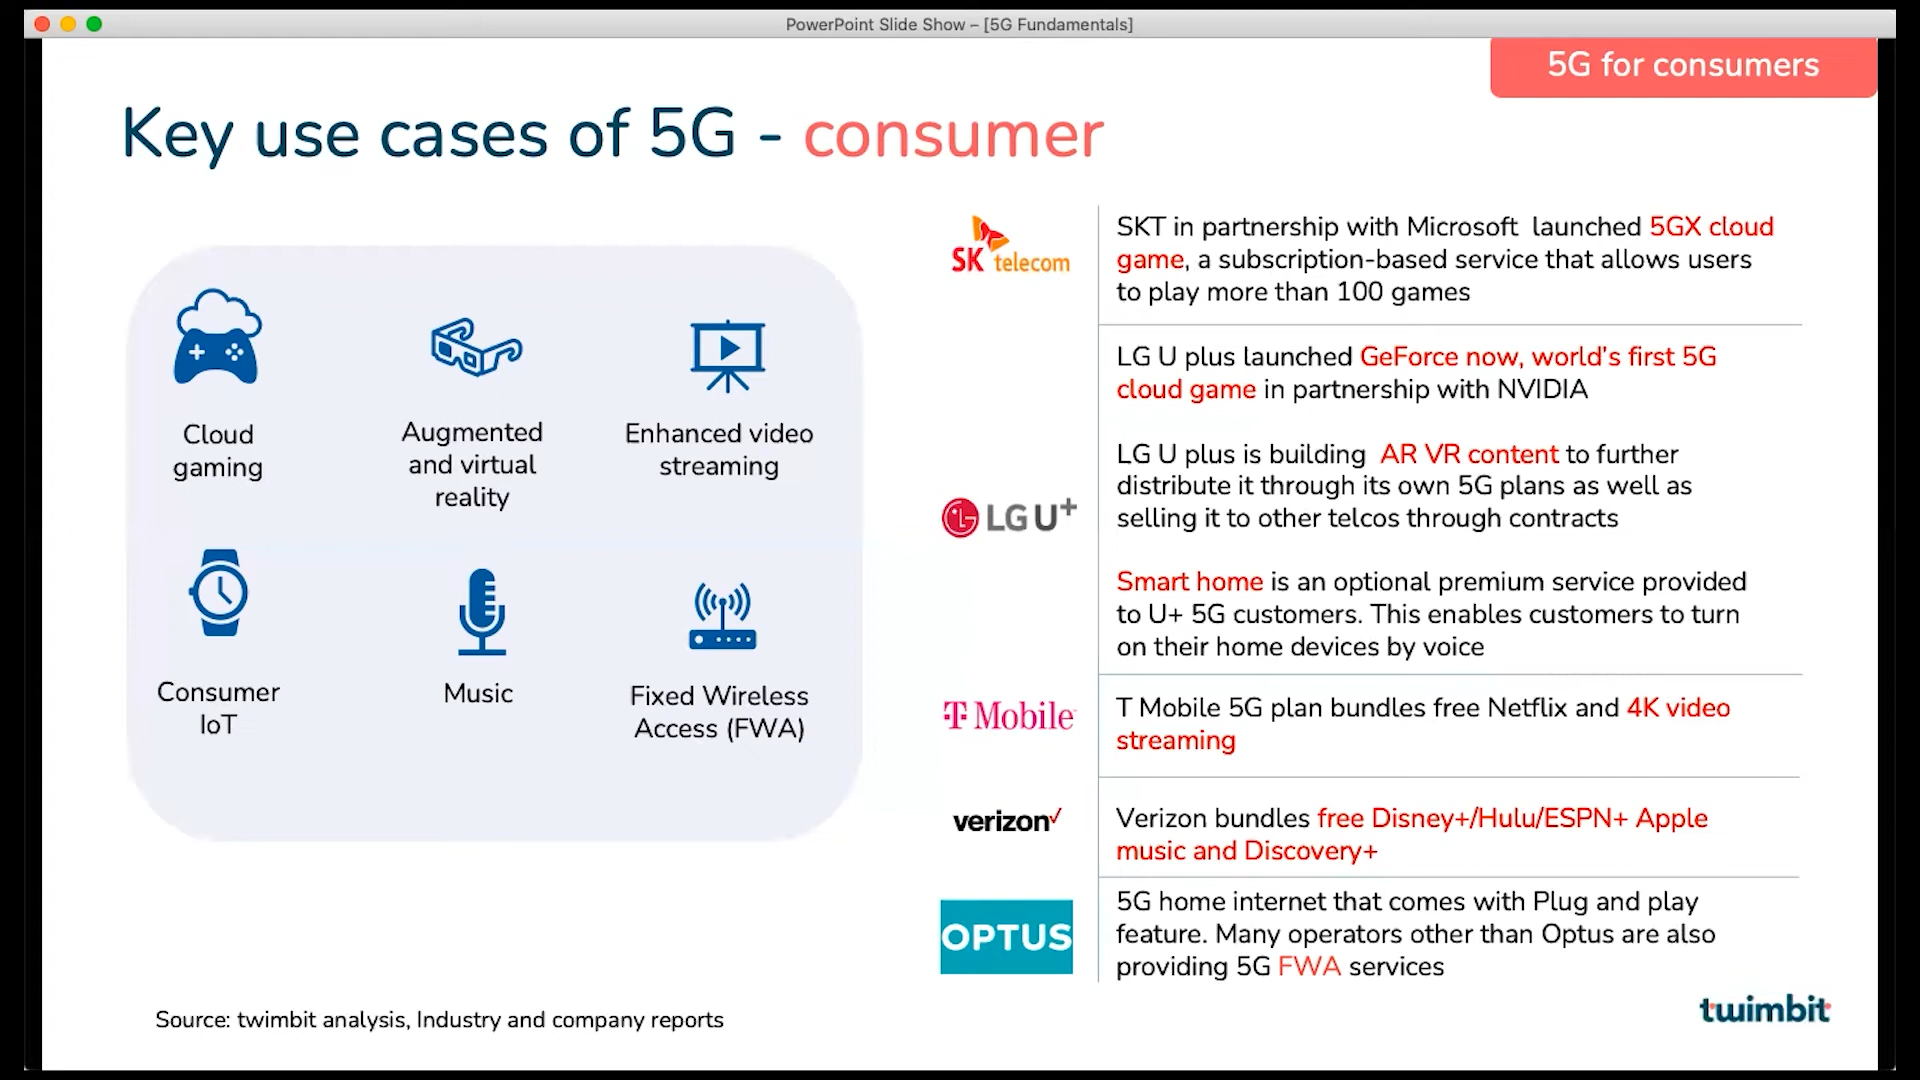 PowerPoint Slide Show – [5G Fundamentals]
5G for consumers
Key use cases of 5G - consumer
Cloud
gaming
Augmented
and virtual
reality
Enhanced video
streaming
Consumer
IoT
Music
Fixed Wireless
Access (FWA)
SK telecom
SKT in partnership with Microsoft launched 5GX cloud
game, a subscription-based service that allows users
to play more than 100 games
LG U+
LG U plus launched GeForce now, world's first 5G
cloud game in partnership with NVIDIA
LG U plus is building AR VR content to further
distribute it through its own 5G plans as well as
selling it to other telcos through contracts
Smart home is an optional premium service provided
to U+ 5G customers. This enables customers to turn
on their home devices by voice
T Mobile
T Mobile 5G plan bundles free Netflix and 4K video
streaming
verizon
Verizon bundles free Disney+/Hulu/ESPN+ Apple
music and Discovery+
OPTUS
5G home internet that comes with Plug and play
feature. Many operators other than Optus are also
providing 5G FWA services
Source: twimbit analysis, Industry and company reports
twimbit